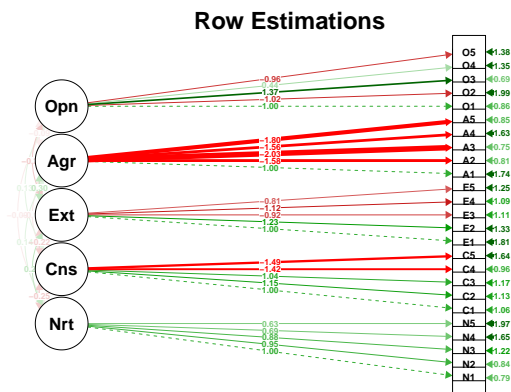 Row Estimations
Opn
Agr
Ext
Cns
Nrt
−0.96
0.44
1.37
−1.02
1.00
−1.80
−1.56
−2.03
−1.58
1.00
−0.81
−1.12
−0.92
1.23
1.00
−1.49
−1.42
1.04
1.15
1.00
0.63
0.69
0.88
0.95
1.00
O5 1.38
O4 1.35
O3 0.69
O2 1.99
O1 0.86
A5 0.85
A4 1.63
A3 0.75
A2 0.81
A1 1.74
E5 1.25
E4 1.09
E3 1.11
E2 1.33
E1 1.81
C5 1.64
C4 0.96
C3 1.17
C2 1.13
C1 1.06
N5 1.97
N4 1.65
N3 1.22
N2 0.84
N1 0.79